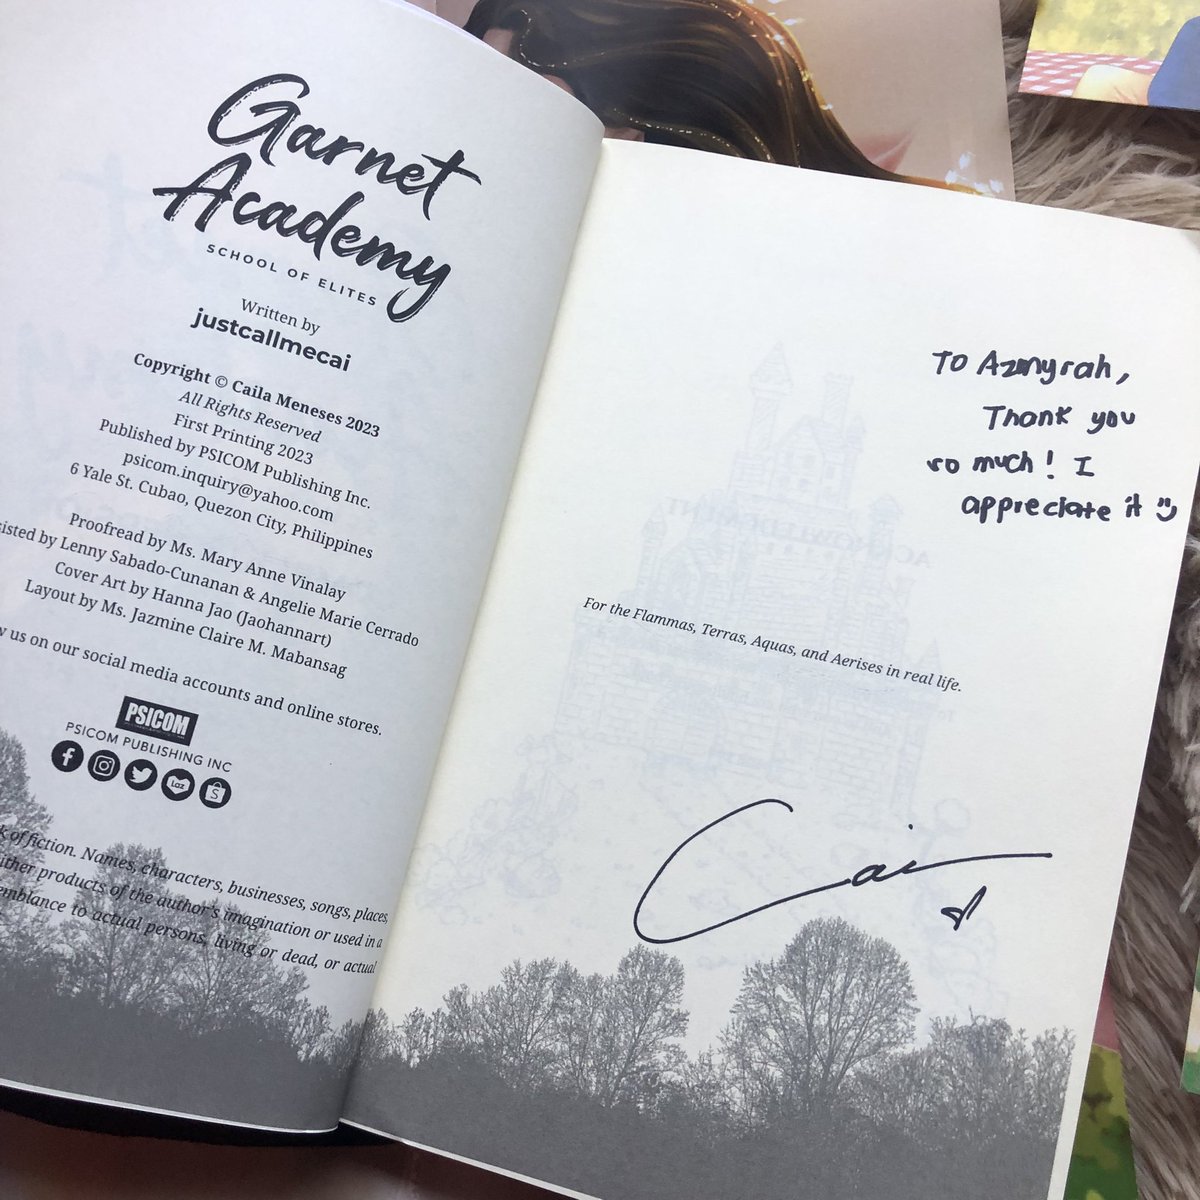 Garnet
Academy
SCHOOL OF ELITES
Written by
justcallmecai
Copyright © Caila Meneses 2023
All Rights Reserved
First Printing 2023
Published by PSICOM Publishing Inc.
psicom.inquiry@yahoo.com
6 Yale St. Cubao, Quezon City, Philippines
Proofread by Ms. Mary Anne Vinalay
by Lenny Sabado-Cunanan & Angelie Marie Cerrado
Cover Art by Hanna Jao (Jaohannart)
Layout by Ms. Jazmine Claire M. Mabansag
us on our social media accounts and online stores.
PSICOM
PSICOM PUBLISHING INC
Laz
of fiction. Names, characters, businesses, songs, places,
products of the author's imagination or used in a
to actual persons, living or dead, or actual
To Azmyrah,
Thank you
so much! I
appreciate it
For the Flammas, Terras, Aquas, and Aerises in real life.
Cai